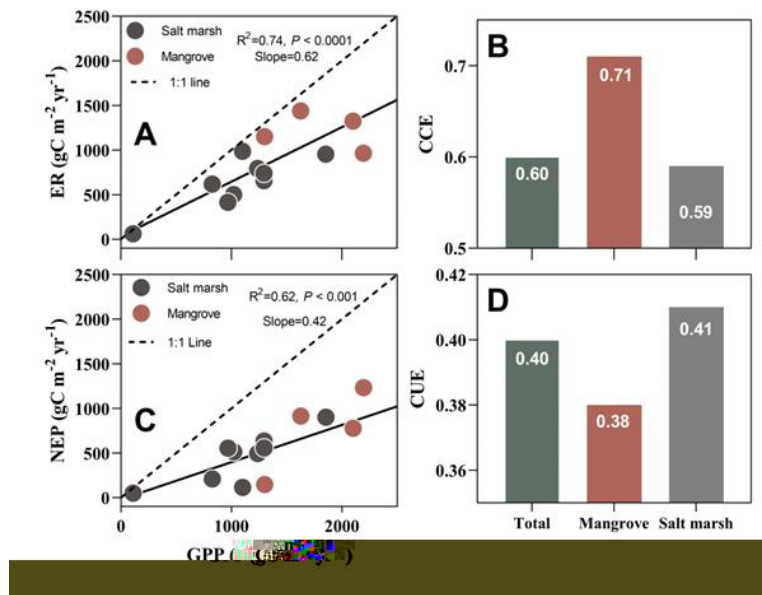 2500
2000
1500
1000
500
0
ER (gC m⁻² yr⁻¹)
Salt marsh
Mangrove
1:1 line
R²=0.74, P < 0.0001
Slope=0.62
A
B
0.7
0.6
0.5
CCE
0.60
0.71
0.59
2500
2000
1500
1000
500
0
NEP (gC m⁻² yr⁻¹)
Salt marsh
Mangrove
1:1 Line
R²=0.62, P < 0.001
Slope=0.42
C
0
1000
2000
GPP
D
0.42
0.40
0.38
0.36
CUE
0.40
0.38
0.41
Total
Mangrove
Salt marsh